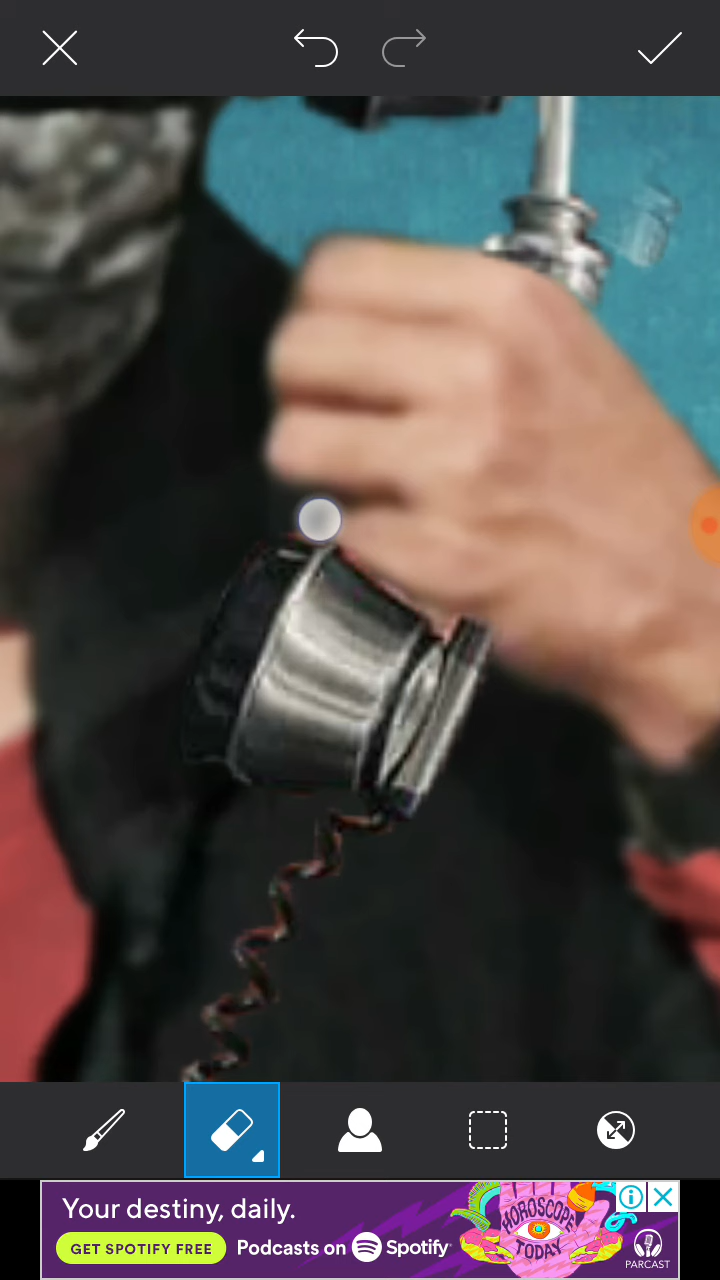 Your destiny, daily.
GET SPOTIFY FREE
Podcasts on Spotify
HOROSCOPE
TODAY
PARCAST